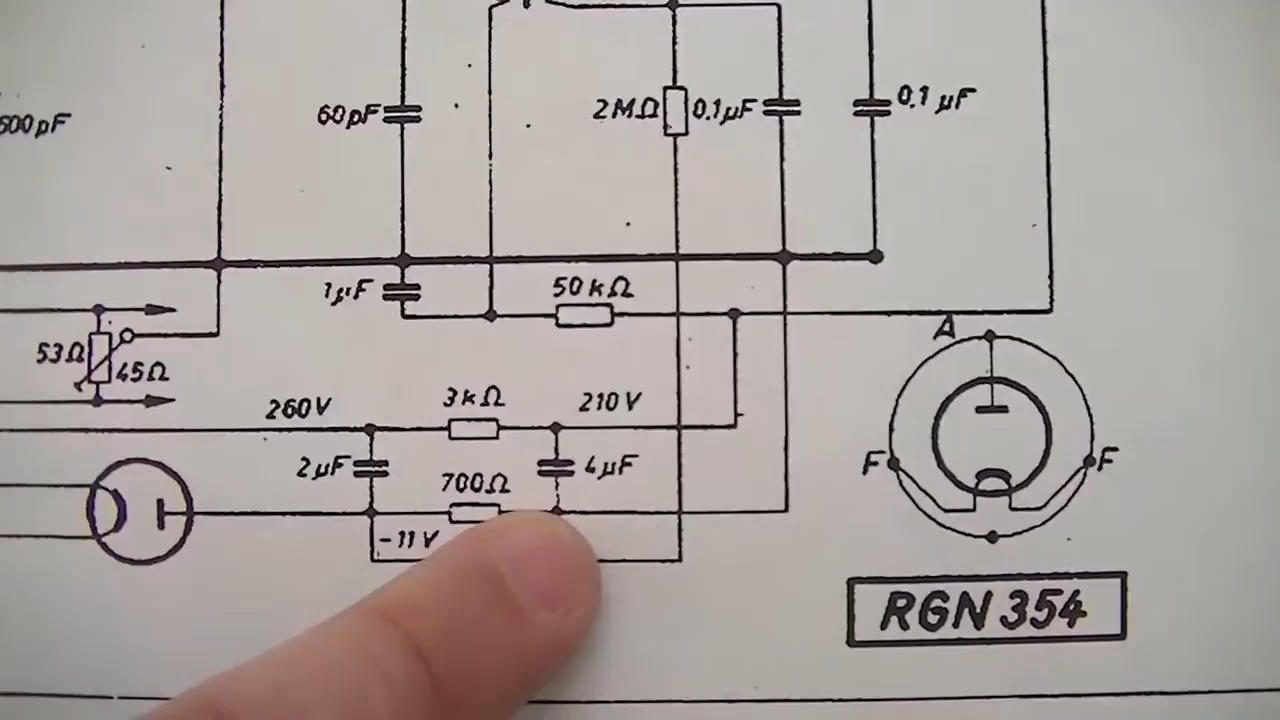 600pF
60pF
2MΩ
0.1µF
0.1µF
1µF
50kΩ
53Ω
45Ω
A
260V
3kΩ
210V
2µF
4µF
F
F
700Ω
-11V
RGN 354